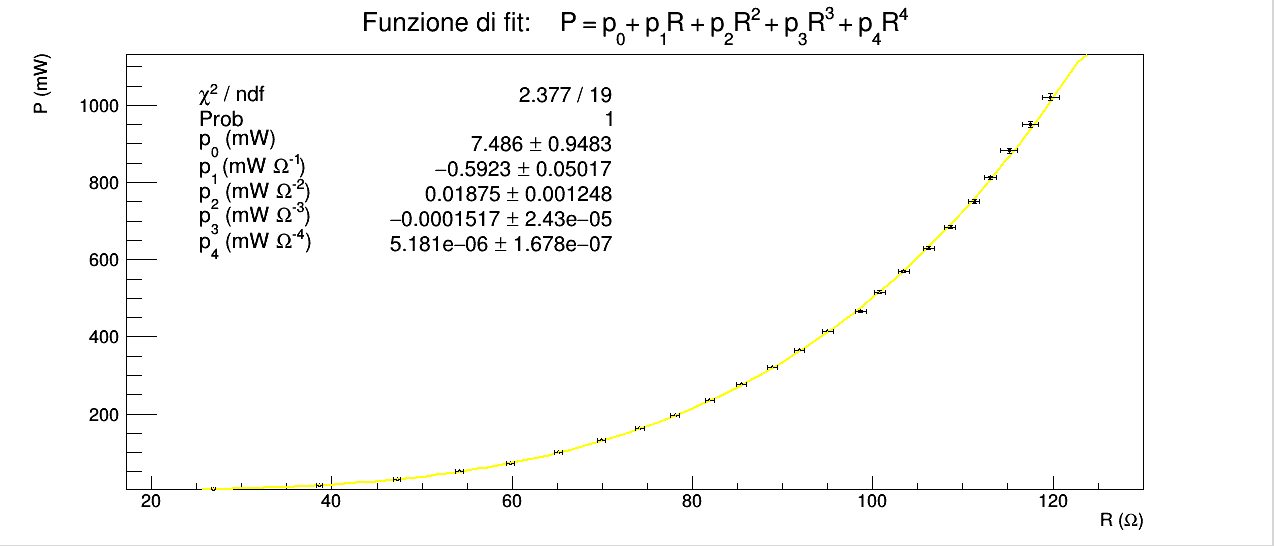 Funzione di fit: P = p₀ + p₁R + p₂R² + p₃R³ + p₄R⁴
P (mW)
χ² / ndf 2.377 / 19
Prob 1
p₀ (mW) 7.486 ± 0.9483
p₁ (mW Ω⁻¹) −0.5923 ± 0.05017
p₂ (mW Ω⁻²) 0.01875 ± 0.001248
p₃ (mW Ω⁻³) −0.0001517 ± 2.43e−05
p₄ (mW Ω⁻⁴) 5.181e−06 ± 1.678e−07
1000
800
600
400
200
20 40 60 80 100 120
R (Ω)